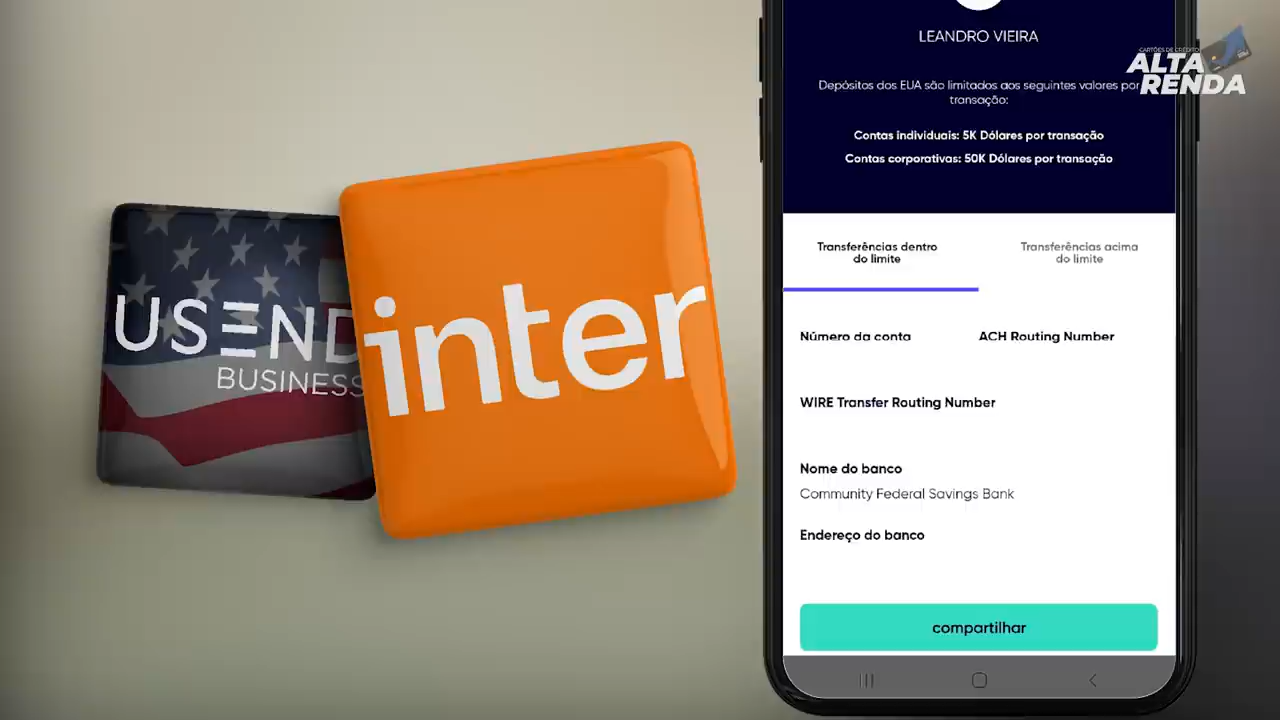 CARTÕES DE CRÉDITO
ALTA
RENDA
USEND
BUSINESS
inter
LEANDRO VIEIRA
Depósitos dos EUA são limitados aos seguintes valores por
transação:
Contas individuais: 5K Dólares por transação
Contas corporativas: 50K Dólares por transação
Transferências dentro
do limite
Transferências acima
do limite
Número da conta
ACH Routing Number
WIRE Transfer Routing Number
Nome do banco
Community Federal Savings Bank
Endereço do banco
compartilhar